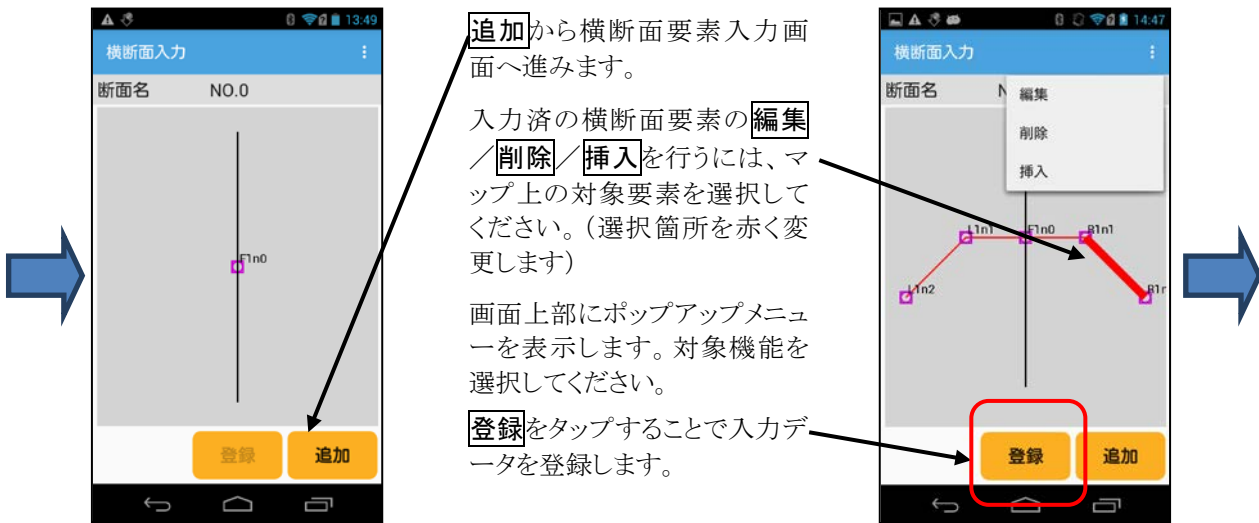 13:49
横断面入力
断面名 NO.0
F1n0
登録 追加
追加から横断面要素入力画
面へ進みます。
入力済の横断面要素の編集
／削除／挿入を行うには、マ
ップ上の対象要素を選択して
ください。（選択箇所を赤く変
更します）
画面上部にポップアップメニュ
ーを表示します。対象機能を
選択してください。
登録をタップすることで入力デ
ータを登録します。
14:47
横断面入力
断面名 N
編集
削除
挿入
L1n1 F1n0 R1n1
L1n2
登録 追加